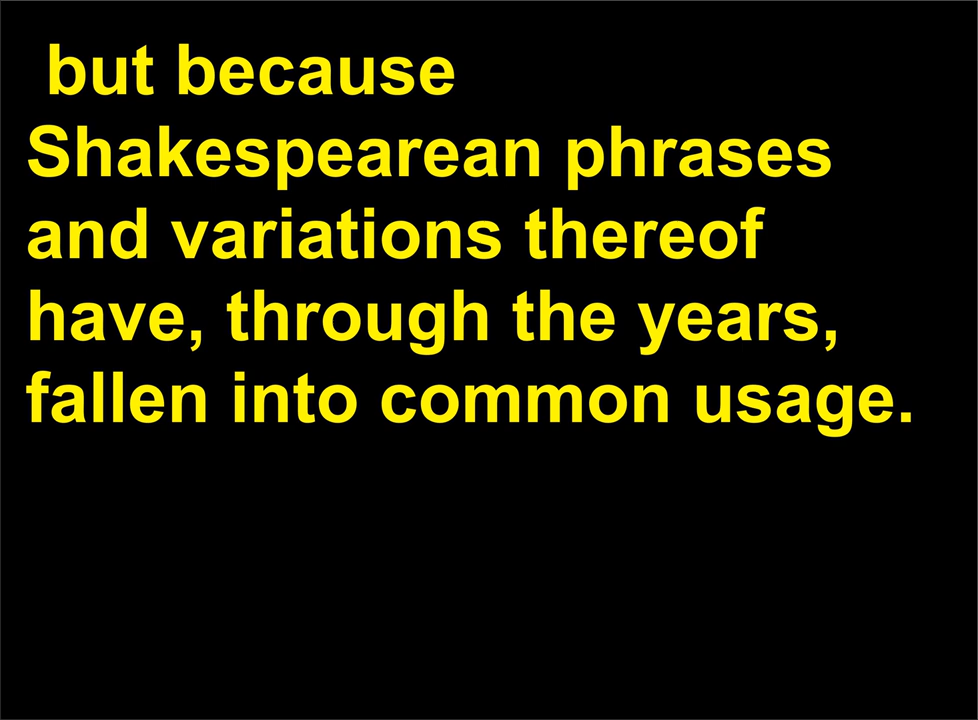 but because
Shakespearean phrases
and variations thereof
have, through the years,
fallen into common usage.